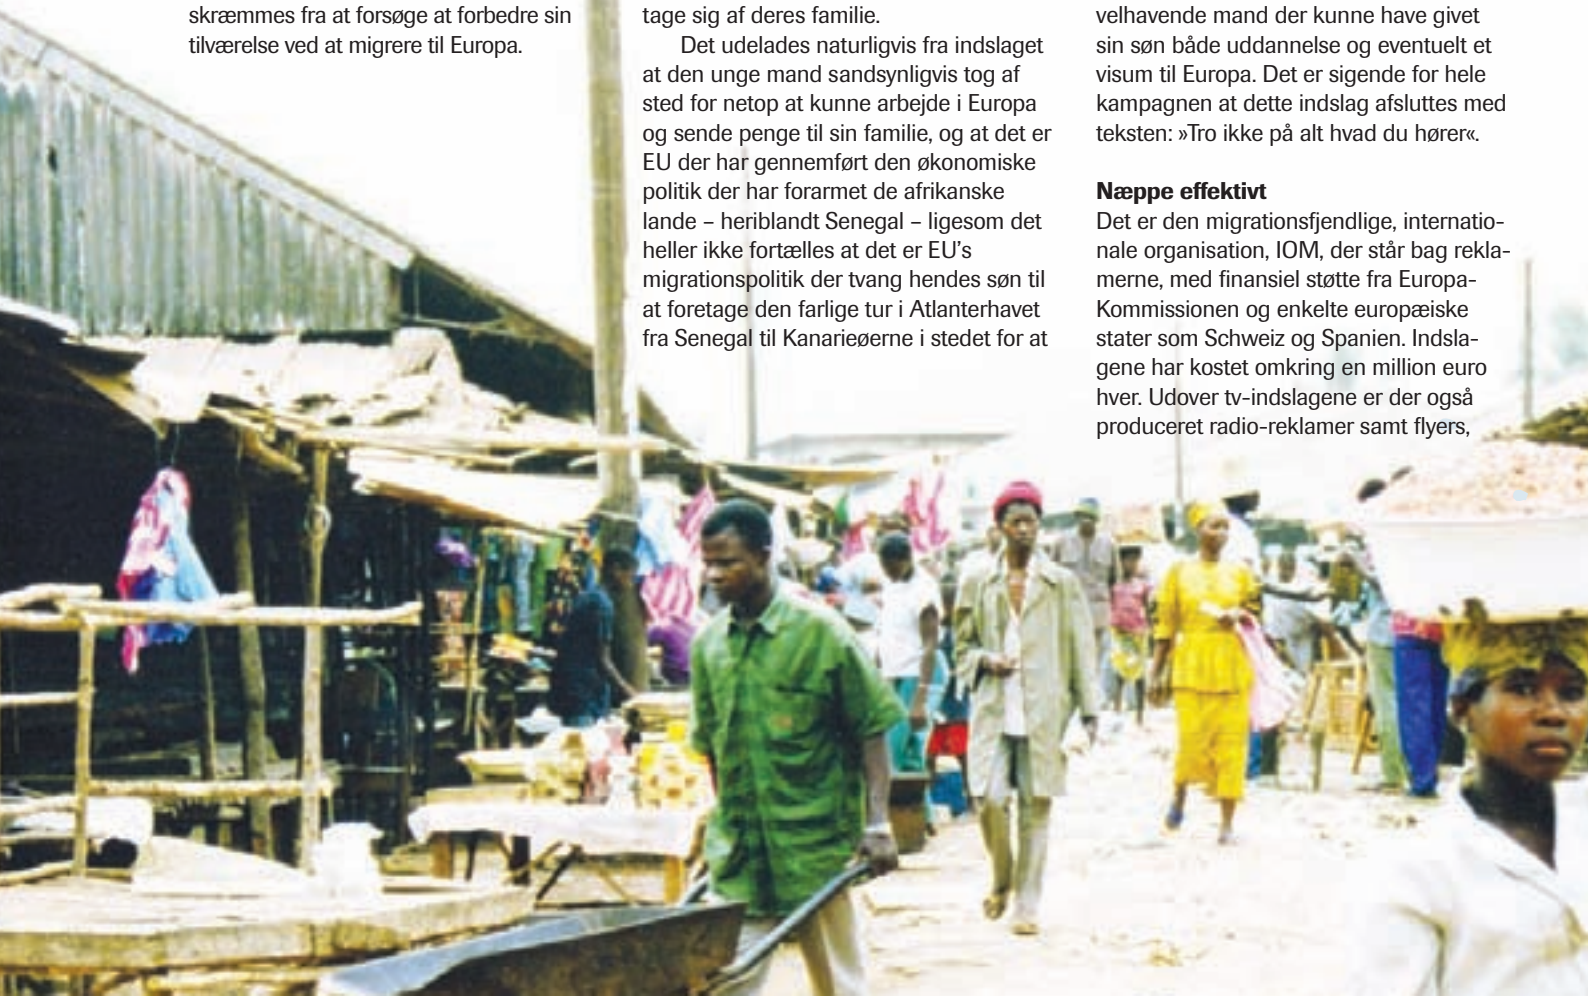 skræmmes fra at forsøge at forbedre sin
tilværelse ved at migrere til Europa.
tage sig af deres familie.
Det udelades naturligvis fra indslaget
at den unge mand sandsynligvis tog af
sted for netop at kunne arbejde i Europa
og sende penge til sin familie, og at det er
EU der har gennemført den økonomiske
politik der har forarmet de afrikanske
lande – heriblandt Senegal – ligesom det
heller ikke fortælles at det er EU's
migrationspolitik der tvang hendes søn til
at foretage den farlige tur i Atlanterhavet
fra Senegal til Kanarieøerne i stedet for at
velhavende mand der kunne have givet
sin søn både uddannelse og eventuelt et
visum til Europa. Det er sigende for hele
kampagnen at dette indslag afsluttes med
teksten: »Tro ikke på alt hvad du hører«.
Næppe effektivt
Det er den migrationsfjendlige, internatio-
nale organisation, IOM, der står bag rekla-
merne, med finansiel støtte fra Europa-
Kommissionen og enkelte europæiske
stater som Schweiz og Spanien. Indsla-
gene har kostet omkring en million euro
hver. Udover tv-indslagene er der også
produceret radio-reklamer samt flyers,